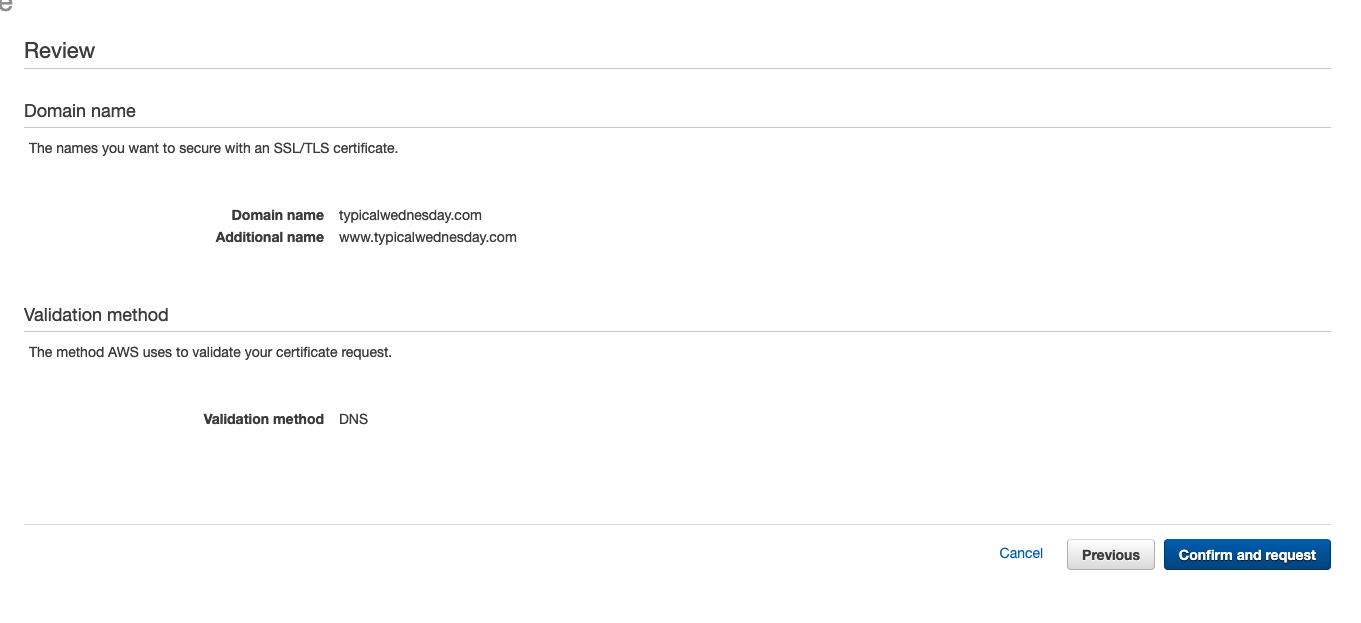 e
Review
Domain name
The names you want to secure with an SSL/TLS certificate.
Domain name typicalwednesday.com
Additional name www.typicalwednesday.com
Validation method
The method AWS uses to validate your certificate request.
Validation method DNS
Cancel Previous Confirm and request